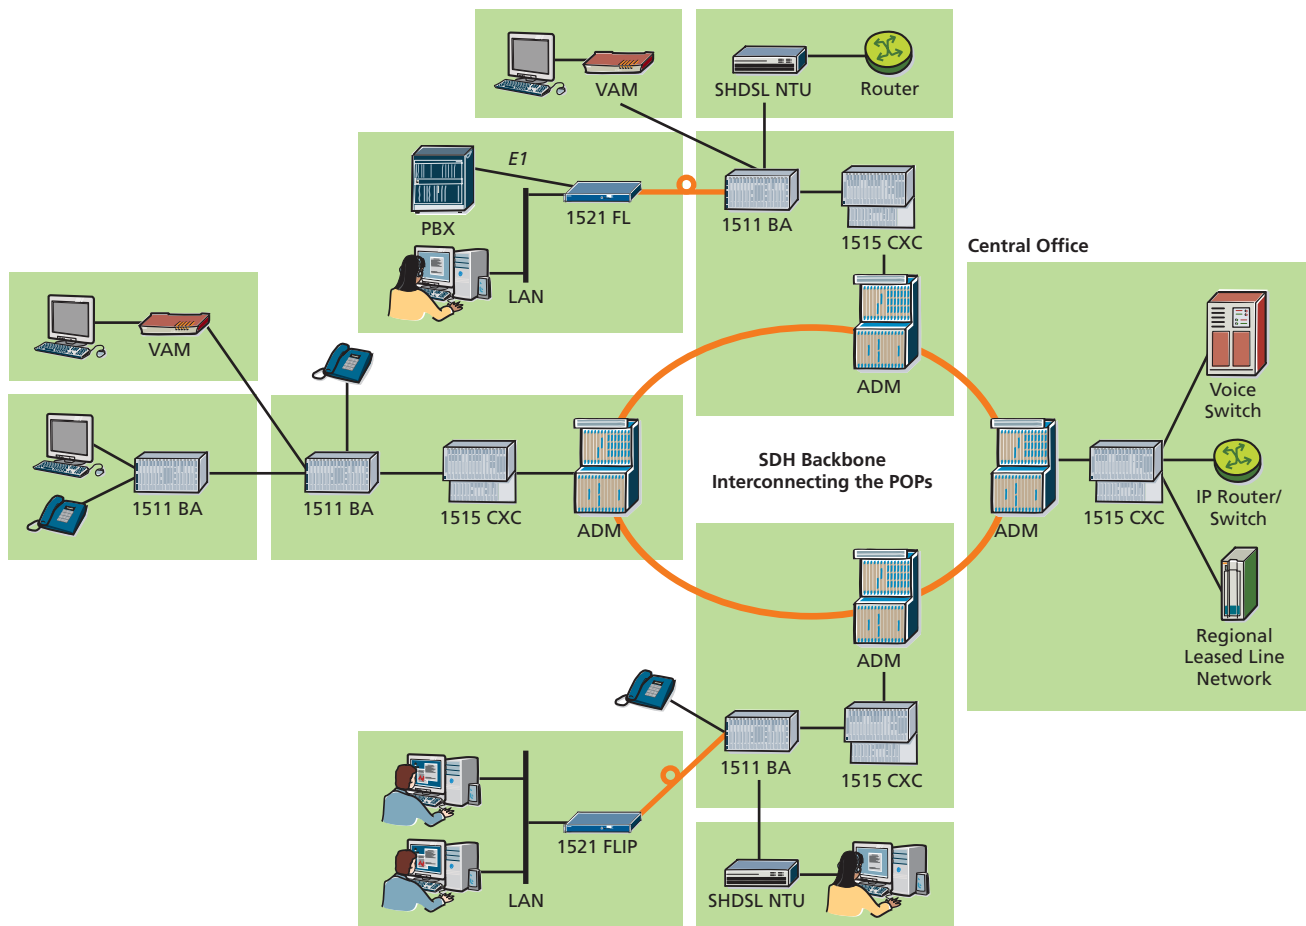 VAM
SHDSL NTU
Router
E1
PBX
1521 FL
1511 BA
1515 CXC
LAN
Central Office
VAM
ADM
Voice
Switch
SDH Backbone
Interconnecting the POPs
1511 BA
1511 BA
1515 CXC
ADM
ADM
1515 CXC
IP Router/
Switch
Regional
Leased Line
Network
ADM
1511 BA
1515 CXC
1521 FLIP
LAN
SHDSL NTU